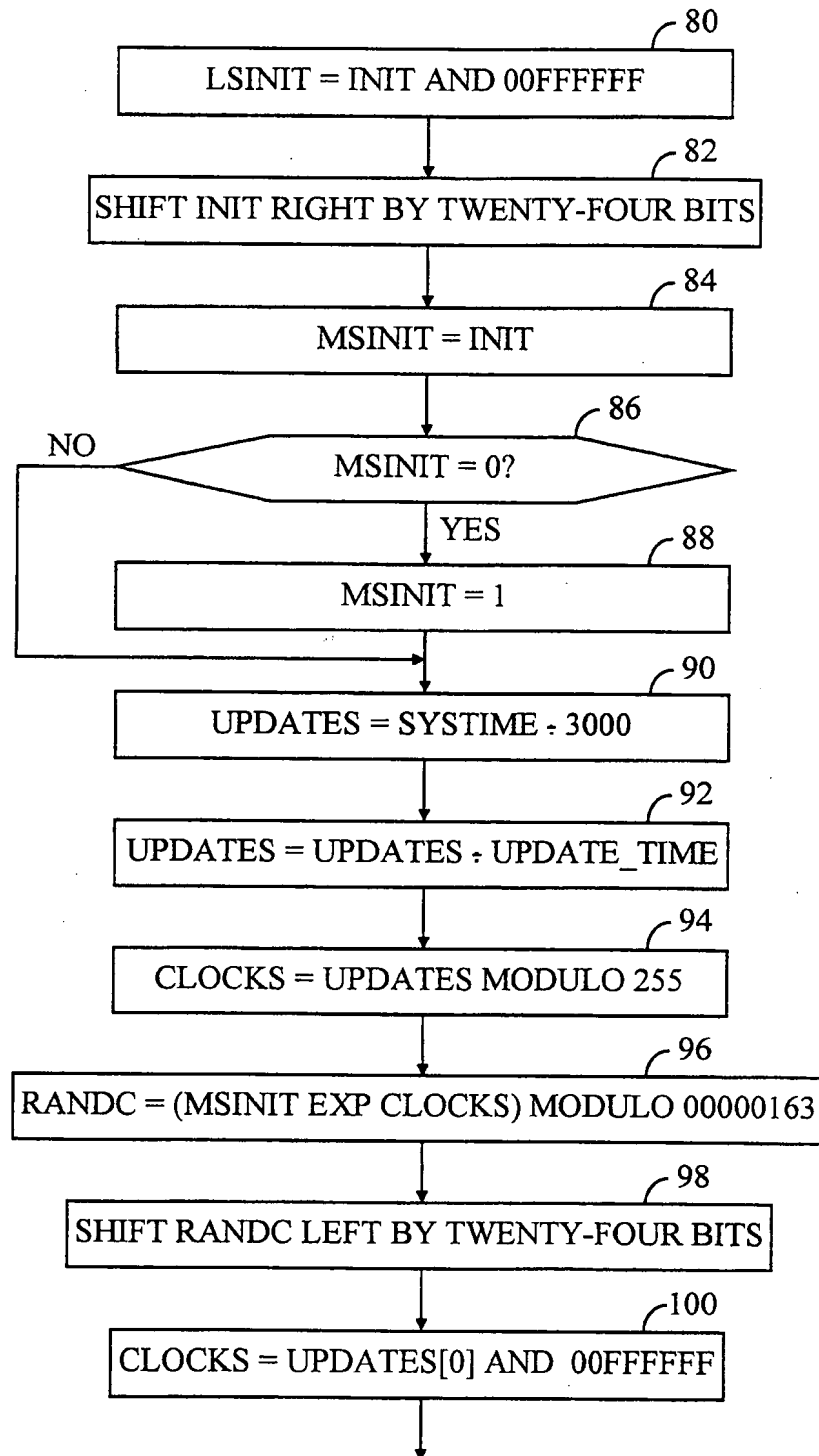 80
LSINIT = INIT AND 00FFFFFF
82
SHIFT INIT RIGHT BY TWENTY-FOUR BITS
84
MSINIT = INIT
86
NO
MSINIT = 0?
YES
88
MSINIT = 1
90
UPDATES = SYSTIME ÷ 3000
92
UPDATES = UPDATES ÷ UPDATE_TIME
94
CLOCKS = UPDATES MODULO 255
96
RANDC = (MSINIT EXP CLOCKS) MODULO 00000163
98
SHIFT RANDC LEFT BY TWENTY-FOUR BITS
100
CLOCKS = UPDATES[0] AND 00FFFFFF